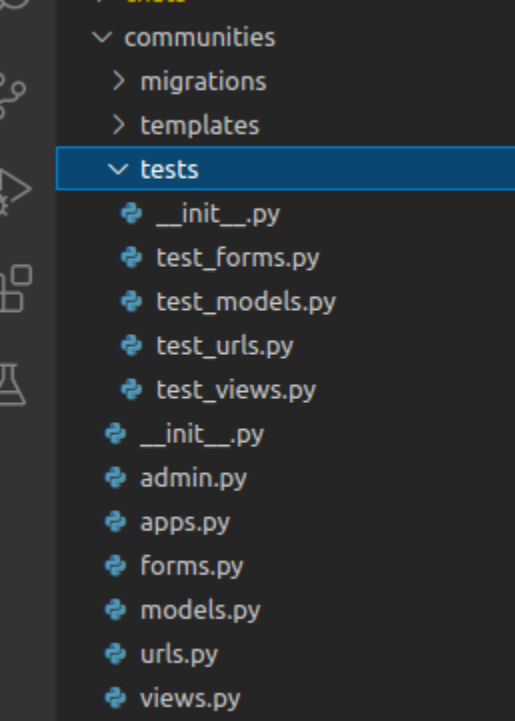 communities
migrations
templates
tests
__init__.py
test_forms.py
test_models.py
test_urls.py
test_views.py
__init__.py
admin.py
apps.py
forms.py
models.py
urls.py
views.py